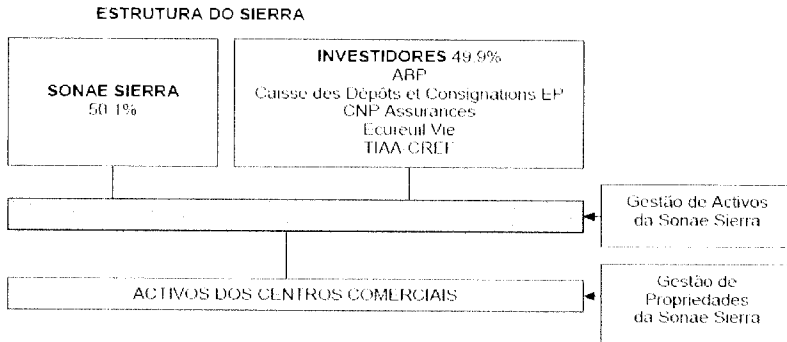 ESTRUTURA DO SIERRA
SONAE SIERRA
50.1%
INVESTIDORES 49.9%
ABP
Caisse des Dépôts et Consignations EP
CNP Assurances
Ecureuil Vie
TIAA-CREF
Gestão de Activos
da Sonae Sierra
ACTIVOS DOS CENTROS COMERCIAIS
Gestão de
Propriedades
da Sonae Sierra